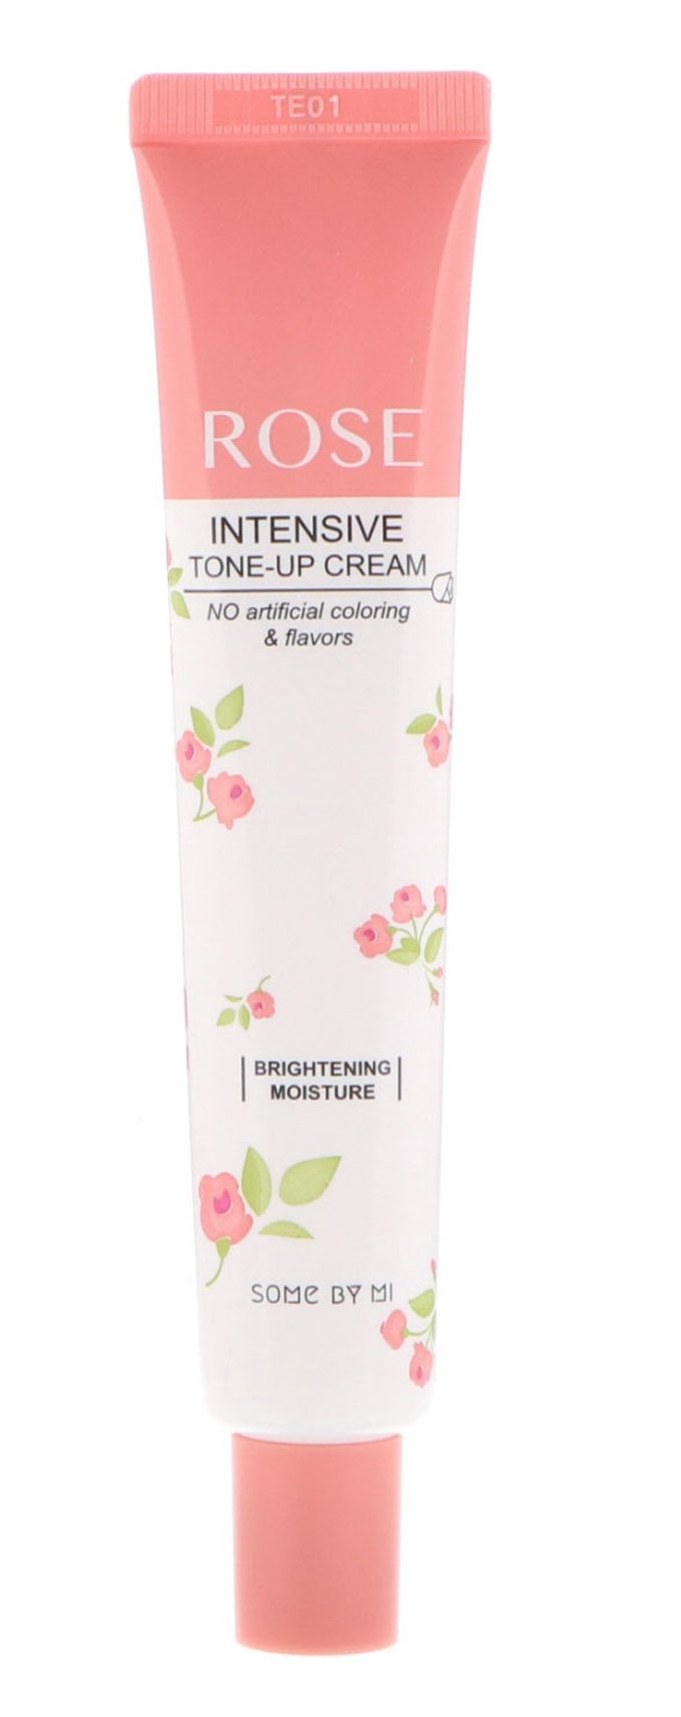 TE01
ROSE
INTENSIVE
TONE-UP CREAM
NO artificial coloring
& flavors
BRIGHTENING
MOISTURE
SOME BY MI